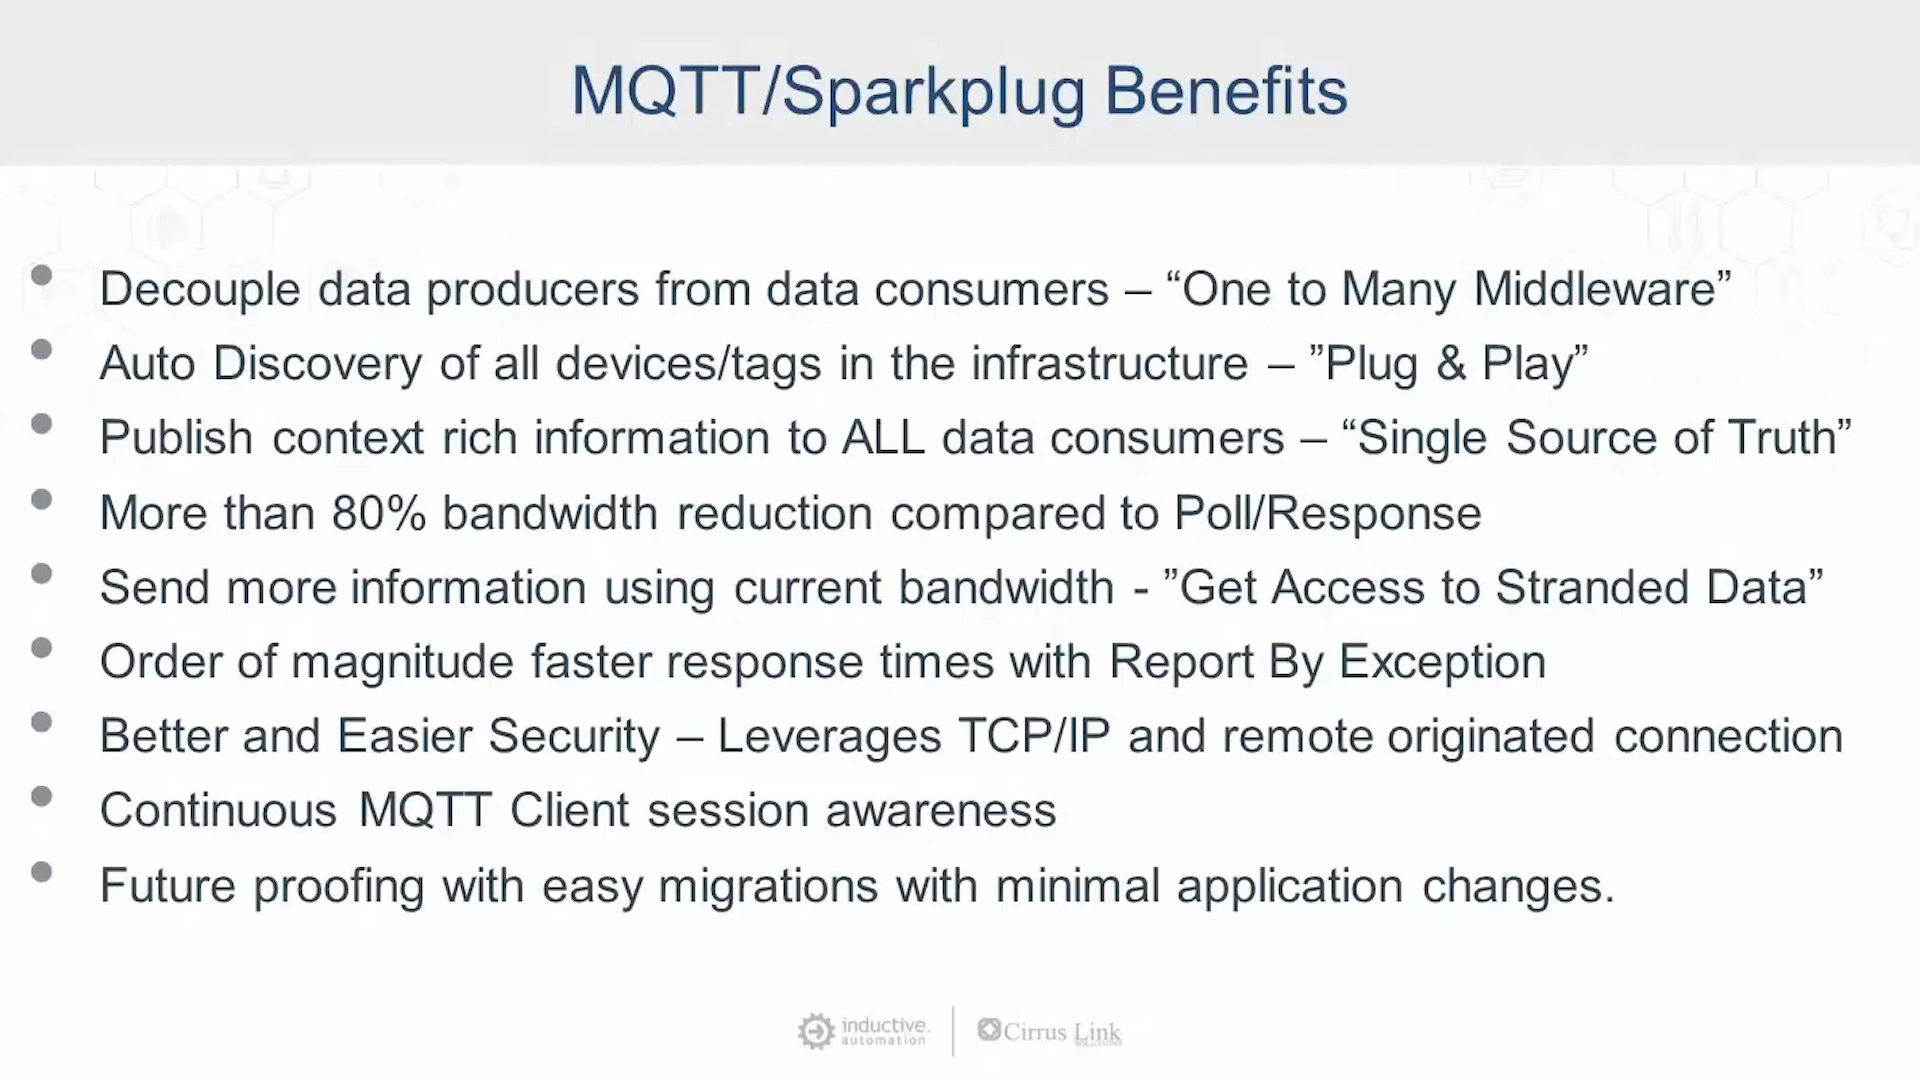 MQTT/Sparkplug Benefits
• Decouple data producers from data consumers – “One to Many Middleware”
• Auto Discovery of all devices/tags in the infrastructure – ”Plug & Play”
• Publish context rich information to ALL data consumers – “Single Source of Truth”
• More than 80% bandwidth reduction compared to Poll/Response
• Send more information using current bandwidth - ”Get Access to Stranded Data”
• Order of magnitude faster response times with Report By Exception
• Better and Easier Security – Leverages TCP/IP and remote originated connection
• Continuous MQTT Client session awareness
• Future proofing with easy migrations with minimal application changes.
inductive.
automation
Cirrus Link
SOLUTIONS